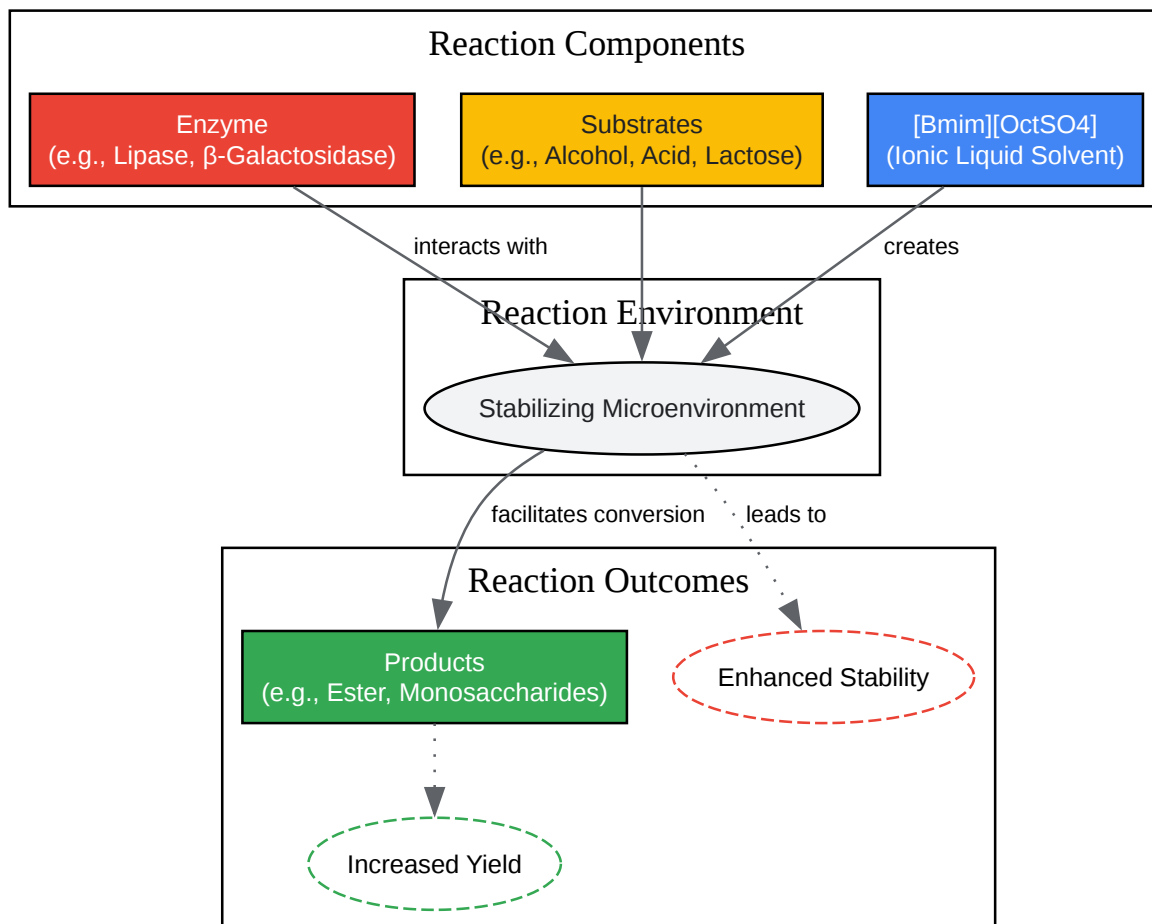 Reaction Components
Enzyme
(e.g., Lipase, β-Galactosidase)
Substrates
(e.g., Alcohol, Acid, Lactose)
[Bmim][OctSO4]
(Ionic Liquid Solvent)
interacts with
creates
Reaction Environment
Stabilizing Microenvironment
facilitates conversion
leads to
Reaction Outcomes
Products
(e.g., Ester, Monosaccharides)
Enhanced Stability
Increased Yield